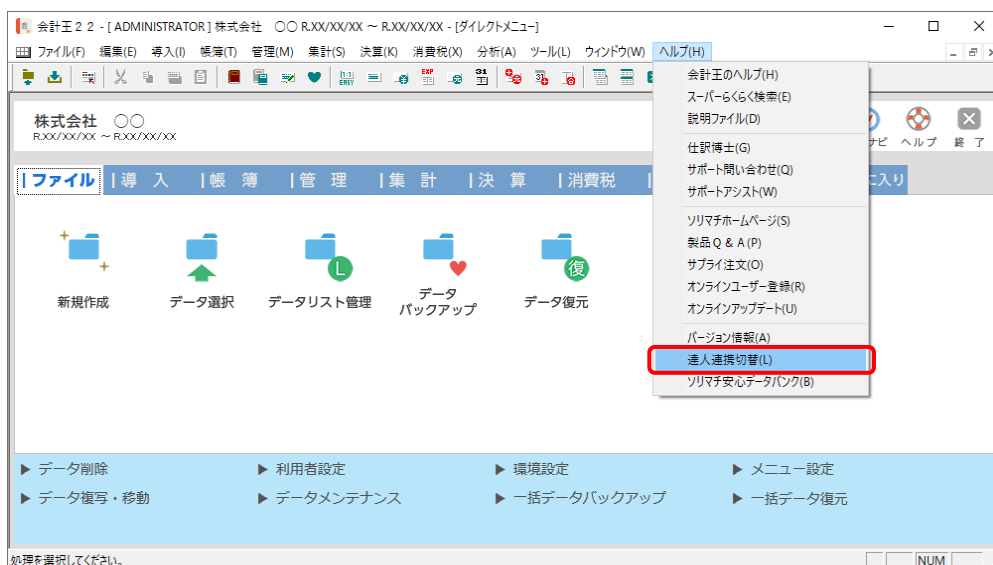 会計王２２ - [ ADMINISTRATOR ] 株式会社　〇〇 R.XX/XX/XX ～ R.XX/XX/XX - [ダイレクトメニュー]
ファイル(F) 編集(E) 導入(I) 帳簿(T) 管理(M) 集計(S) 決算(K) 消費税(X) 分析(A) ツール(L) ウインドウ(W) ヘルプ(H)
株式会社　〇〇
R.XX/XX/XX ～ R.XX/XX/XX
ナビ ヘルプ 終 了
|ファイル |導 入 |帳 簿 |管 理 |集 計 |決 算 |消費税 に入り
会計王のヘルプ(H)
スーパーらくらく検索(E)
説明ファイル(D)
仕訳博士(G)
サポート問い合わせ(Q)
サポートアシスト(W)
ソリマチホームページ(S)
製品Ｑ＆Ａ(P)
サプライ注文(O)
オンラインユーザー登録(R)
オンラインアップデート(U)
バージョン情報(A)
達人連携切替(L)
ソリマチ安心データバンク(B)
L
復
新規作成
データ選択
データリスト管理
データ
バックアップ
データ復元
▶ データ削除 ▶ 利用者設定 ▶ 環境設定 ▶ メニュー設定
▶ データ複写・移動 ▶ データメンテナンス ▶ 一括データバックアップ ▶ 一括データ復元
処理を選択してください。 NUM